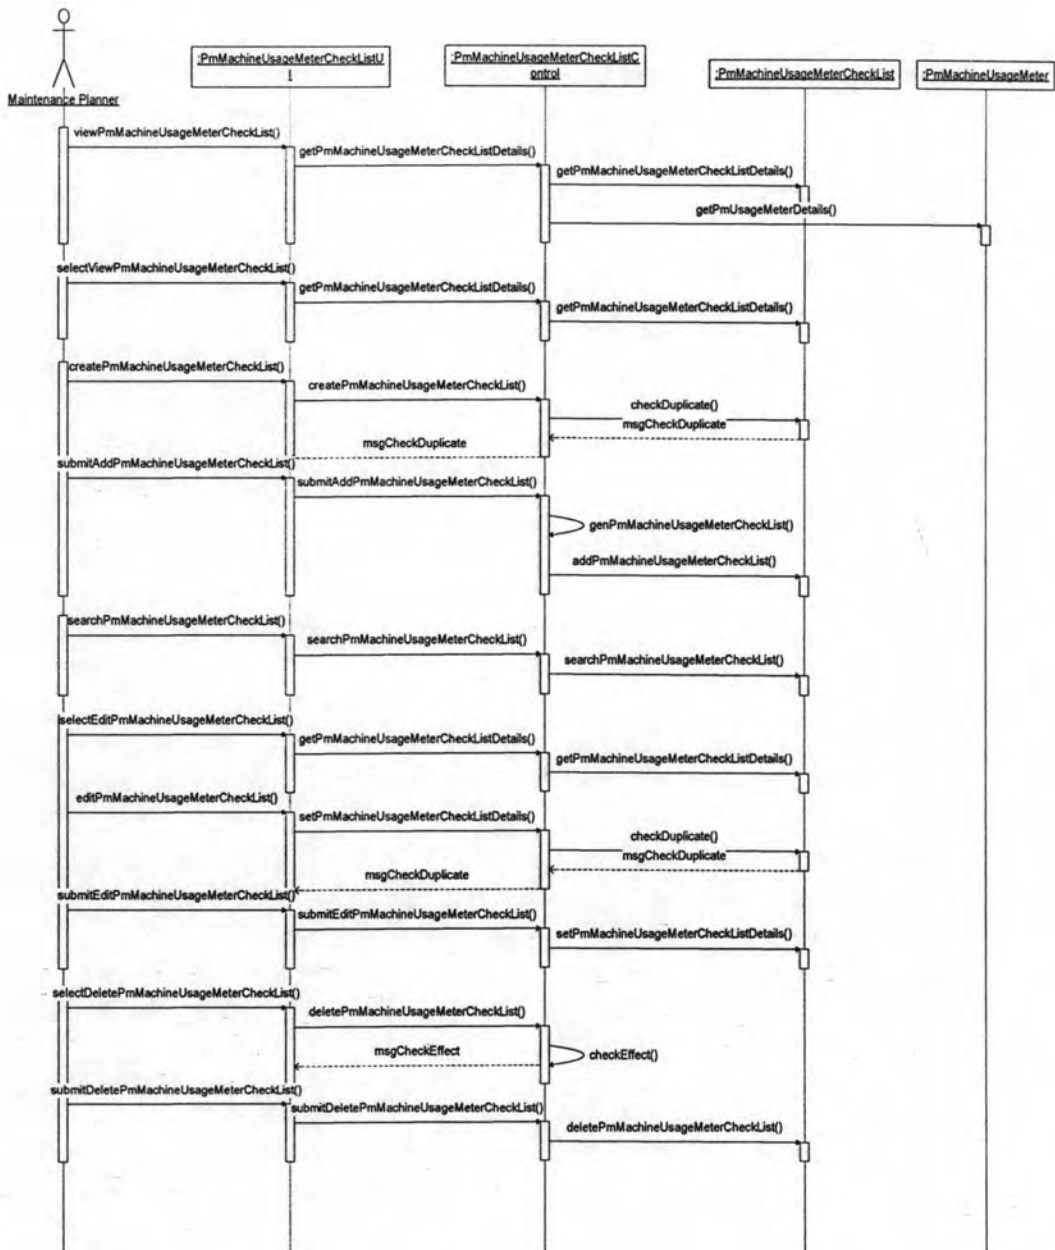 :PmMachineUsageMeterCheckListU
I
:PmMachineUsageMeterCheckListC
ontrol
:PmMachineUsageMeterCheckList
:PmMachineUsageMeter
Maintenance Planner
viewPmMachineUsageMeterCheckList()
getPmMachineUsageMeterCheckListDetails()
getPmMachineUsageMeterCheckListDetails()
getPmUsageMeterDetails()
selectViewPmMachineUsageMeterCheckList()
getPmMachineUsageMeterCheckListDetails()
getPmMachineUsageMeterCheckListDetails()
createPmMachineUsageMeterCheckList()
createPmMachineUsageMeterCheckList()
checkDuplicate()
msgCheckDuplicate
msgCheckDuplicate
submitAddPmMachineUsageMeterCheckList()
submitAddPmMachineUsageMeterCheckList()
genPmMachineUsageMeterCheckList()
addPmMachineUsageMeterCheckList()
searchPmMachineUsageMeterCheckList()
searchPmMachineUsageMeterCheckList()
searchPmMachineUsageMeterCheckList()
selectEditPmMachineUsageMeterCheckList()
getPmMachineUsageMeterCheckListDetails()
getPmMachineUsageMeterCheckListDetails()
editPmMachineUsageMeterCheckList()
setPmMachineUsageMeterCheckListDetails()
checkDuplicate()
msgCheckDuplicate
msgCheckDuplicate
submitEditPmMachineUsageMeterCheckList()
submitEditPmMachineUsageMeterCheckList()
setPmMachineUsageMeterCheckListDetails()
selectDeletePmMachineUsageMeterCheckList()
deletePmMachineUsageMeterCheckList()
msgCheckEffect
checkEffect()
submitDeletePmMachineUsageMeterCheckList()
submitDeletePmMachineUsageMeterCheckList()
deletePmMachineUsageMeterCheckList()